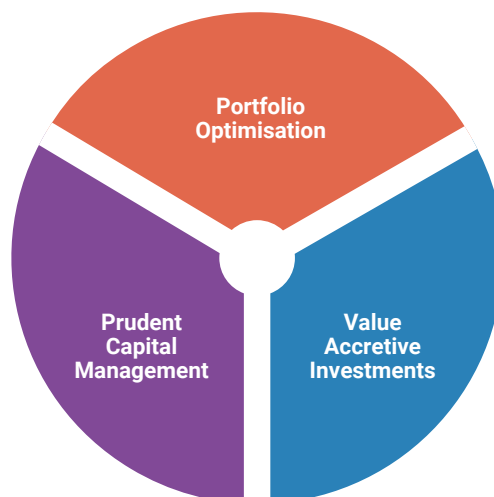 Portfolio
Optimisation
Prudent
Capital
Management
Value
Accretive
Investments